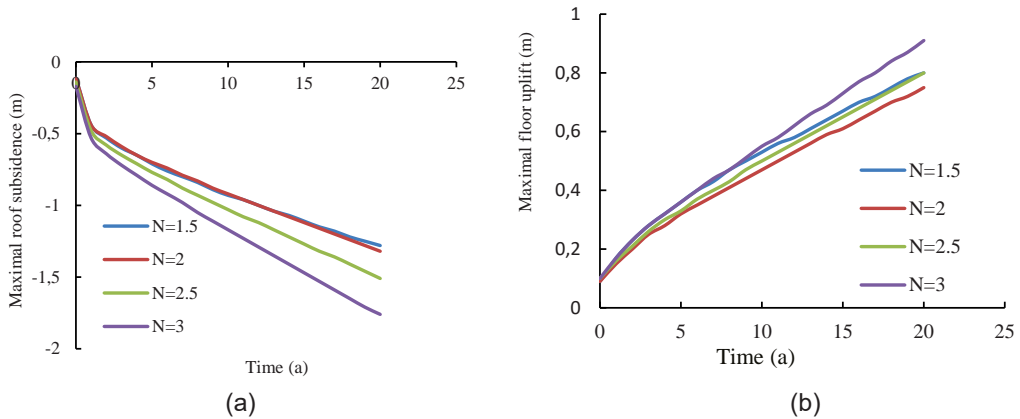 0
-0,5
-1
-1,5
-2
0
5
10
15
20
25
Maximal roof subsidence (m)
Time (a)
N=1.5
N=2
N=2.5
N=3
(a)
1
0,8
0,6
0,4
0,2
0
0
5
10
15
20
25
Maximal floor uplift (m)
Time (a)
N=1.5
N=2
N=2.5
N=3
(b)